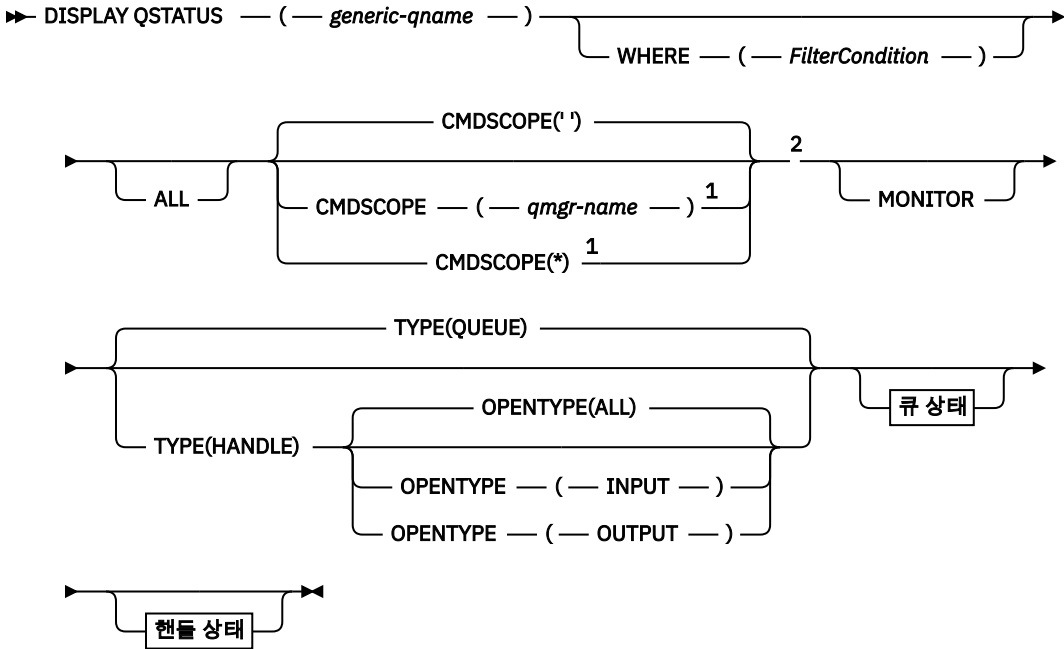 DISPLAY QSTATUS ( generic-qname )
WHERE ( FilterCondition )
CMDSCOPE(' ')
2
ALL
CMDSCOPE ( qmgr-name ) 1
MONITOR
CMDSCOPE(*) 1
TYPE(QUEUE)
OPENTYPE(ALL)
큐 상태
TYPE(HANDLE)
OPENTYPE ( INPUT )
OPENTYPE ( OUTPUT )
핸들 상태